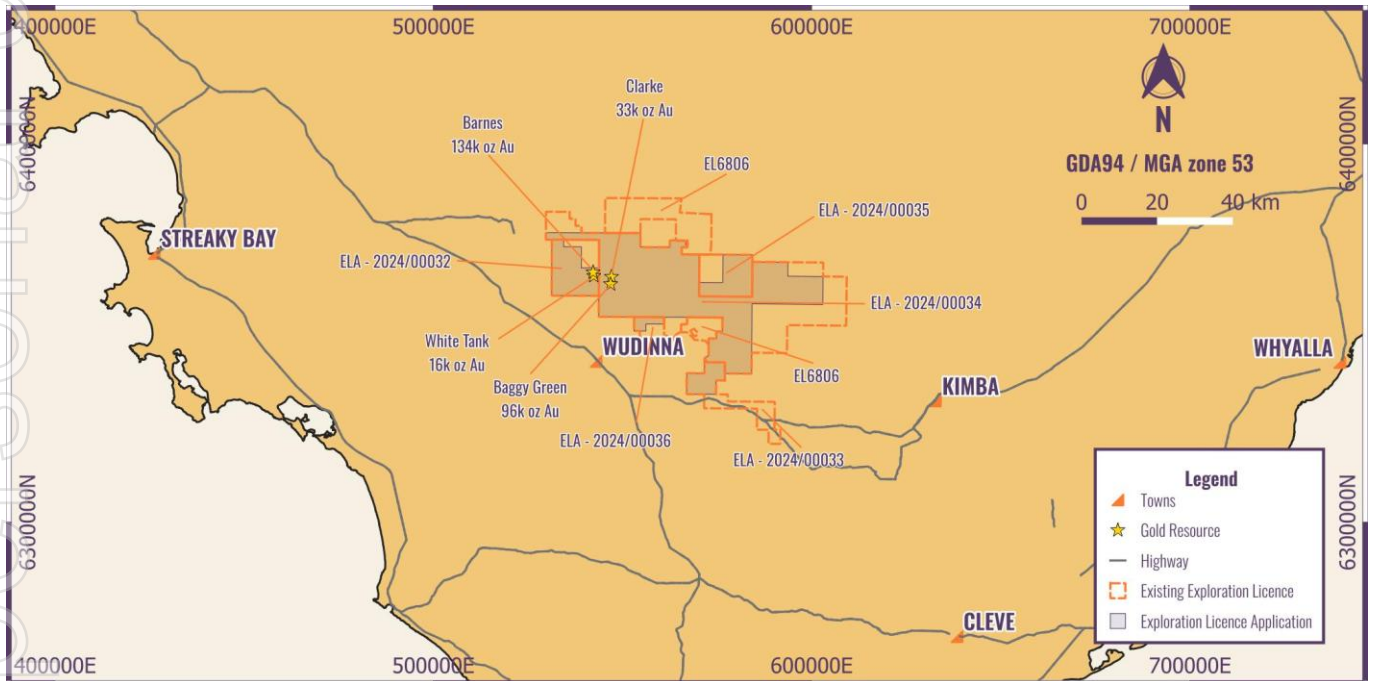 400000E
500000E
600000E
700000E
Clarke
33k oz Au
Barnes
134k oz Au
EL6806
N
GDA94 / MGA zone 53
0 20 40 km
6400000N
6400000N
ELA - 2024/00035
STREAKY BAY
ELA - 2024/00032
ELA - 2024/00034
White Tank
16k oz Au
WUDINNA
Baggy Green
96k oz Au
EL6806
WHYALLA
KIMBA
ELA - 2024/00036
ELA - 2024/00033
6300000N
6300000N
Legend
Towns
Gold Resource
Highway
Existing Exploration Licence
Exploration Licence Application
CLEVE
400000E
500000E
600000E
700000E